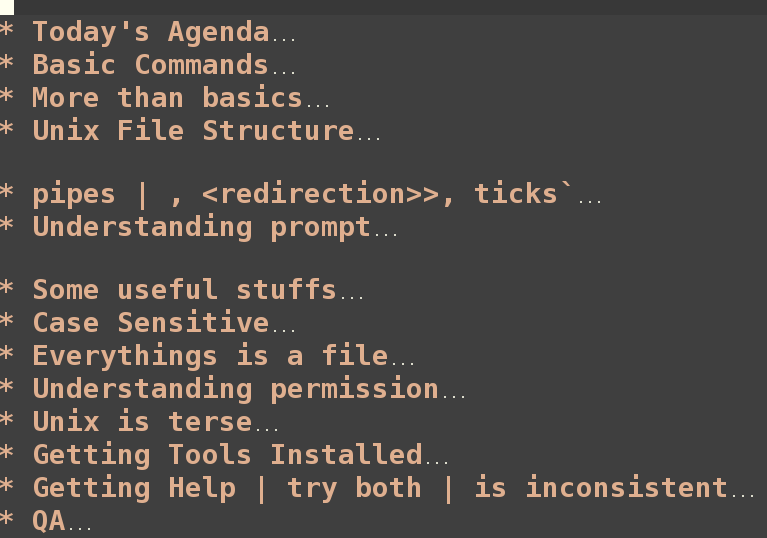 * Today's Agenda...
* Basic Commands...
* More than basics...
* Unix File Structure...
* pipes | , <redirection>>, ticks`...
* Understanding prompt...
* Some useful stuffs...
* Case Sensitive...
* Everythings is a file...
* Understanding permission...
* Unix is terse...
* Getting Tools Installed...
* Getting Help | try both | is inconsistent...
* QA...